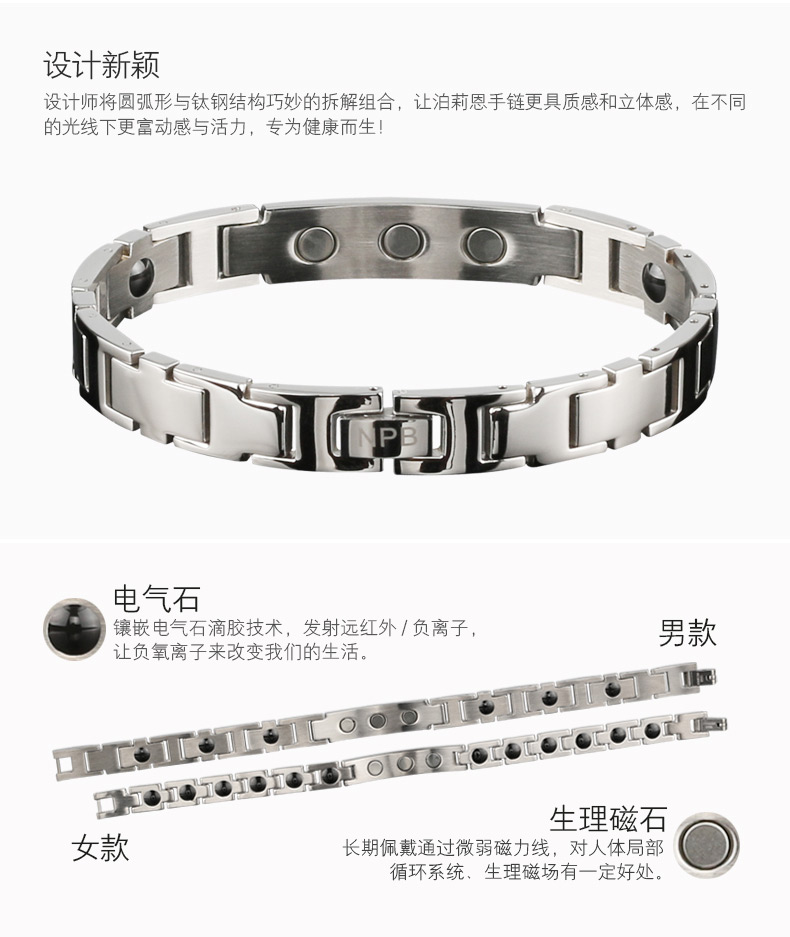 设计新颖
设计师将圆弧形与钛钢结构巧妙的拆解组合，让泊莉恩手链更具质感和立体感，在不同
的光线下更富动感与活力，专为健康而生！
NPB
电气石
镶嵌电气石滴胶技术，发射远红外 / 负离子，
让负氧离子来改变我们的生活。
男款
女款
生理磁石
长期佩戴通过微弱磁力线，对人体局部
循环系统、生理磁场有一定好处。